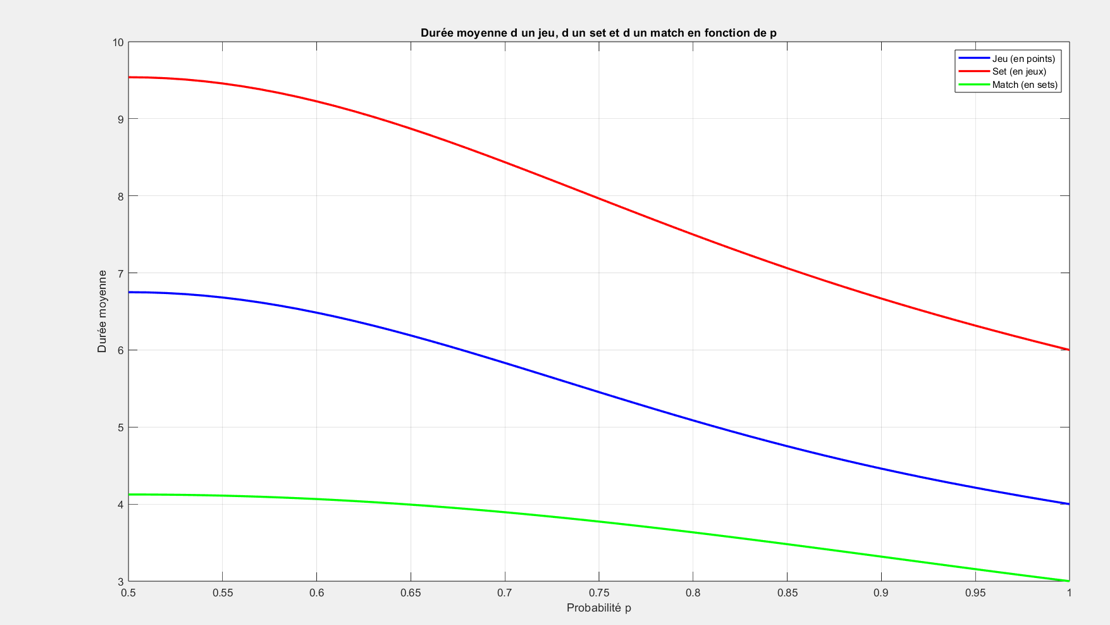 Durée moyenne d un jeu, d un set et d un match en fonction de p
Jeu (en points)
Set (en jeux)
Match (en sets)
Durée moyenne
10
9
8
7
6
5
4
3
0.5 0.55 0.6 0.65 0.7 0.75 0.8 0.85 0.9 0.95 1
Probabilité p